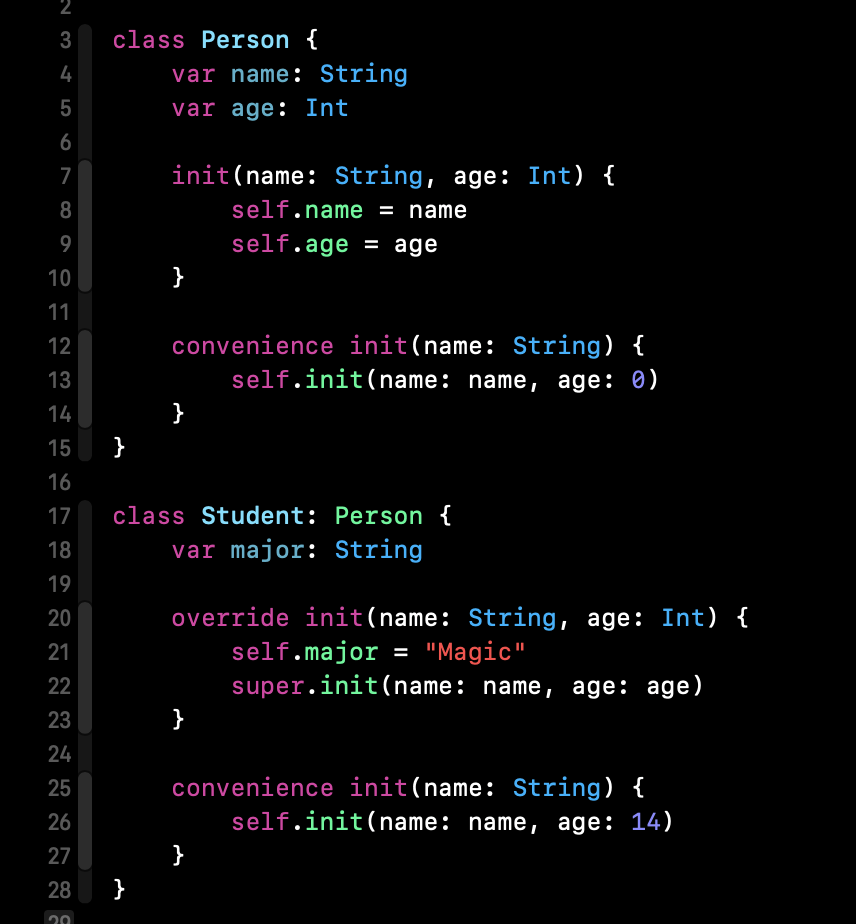 2
3 class Person {
4     var name: String
5     var age: Int
6
7     init(name: String, age: Int) {
8         self.name = name
9         self.age = age
10     }
11
12     convenience init(name: String) {
13         self.init(name: name, age: 0)
14     }
15 }
16
17 class Student: Person {
18     var major: String
19
20     override init(name: String, age: Int) {
21         self.major = "Magic"
22         super.init(name: name, age: age)
23     }
24
25     convenience init(name: String) {
26         self.init(name: name, age: 14)
27     }
28 }
29